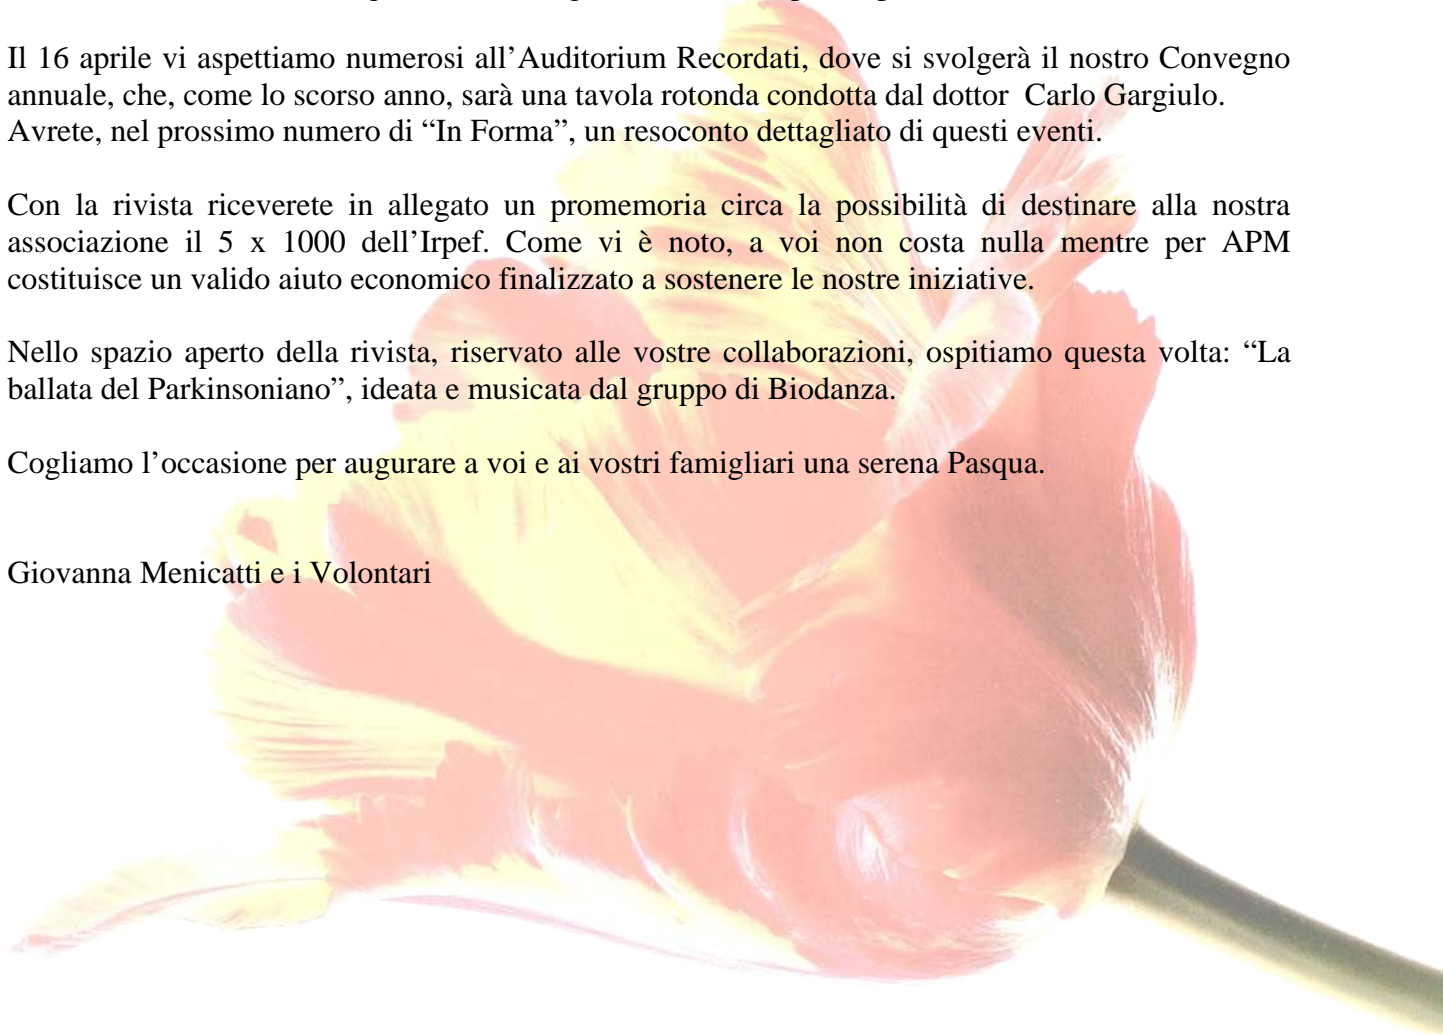 Il 16 aprile vi aspettiamo numerosi all’Auditorium Recordati, dove si svolgerà il nostro Convegno
annuale, che, come lo scorso anno, sarà una tavola rotonda condotta dal dottor  Carlo Gargiulo.
Avrete, nel prossimo numero di “In Forma”, un resoconto dettagliato di questi eventi.
Con la rivista riceverete in allegato un promemoria circa la possibilità di destinare alla nostra
associazione il 5 x 1000 dell’Irpef. Come vi è noto, a voi non costa nulla mentre per APM
costituisce un valido aiuto economico finalizzato a sostenere le nostre iniziative.
Nello spazio aperto della rivista, riservato alle vostre collaborazioni, ospitiamo questa volta: “La
ballata del Parkinsoniano”, ideata e musicata dal gruppo di Biodanza.
Cogliamo l’occasione per augurare a voi e ai vostri famigliari una serena Pasqua.
Giovanna Menicatti e i Volontari